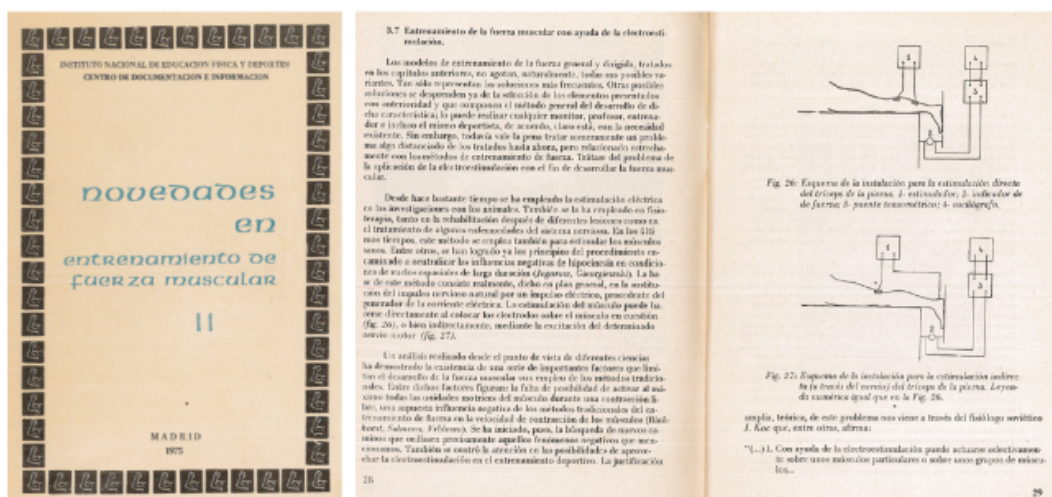 INSTITUTO NACIONAL DE EDUCACION FISICA Y DEPORTES
CENTRO DE DOCUMENTACION E INFORMACION
novedades
en
entrenamiento de
fuerza muscular
II
MADRID
1975
3.7 Entrenamiento de la fuerza muscular con ayuda de la electroesti-
mulación.
Los modelos de entrenamiento de la fuerza general y dirigida, tratados
en los capítulos anteriores, no agotan, naturalmente, todas sus posibles va-
riantes. Tan sólo representan las soluciones más frecuentes. Otras posibles
soluciones se desprenden ya de la selección de los elementos presentados
con anterioridad y que componen el método general del desarrollo de di-
cha característica; lo puede realizar cualquier monitor, profesor, entrena-
dor e incluso el mismo deportista, de acuerdo, claro está, con la necesidad
existente. Sin embargo, todavía vale la pena tratar someramente un proble-
ma algo distanciado de los tratados hasta ahora, pero relacionado estrecha-
mente con los métodos de entrenamiento de fuerza. Trátase del problema de
la aplicación de la electroestimulación con el fin de desarrollar la fuerza mus-
cular.
Desde hace bastante tiempo se ha empleado la estimulación eléctrica
en las investigaciones con los animales. También se la ha empleado en fisio-
terapia, tanto en la rehabilitación después de diferentes lesiones como en
el tratamiento de algunas enfermedades del sistema nervioso. En los últi-
mos tiempos, este método se emplea también para estimular los músculos
sanos. Entre otros, se han logrado ya los principios del procedimiento en-
caminado a neutralizar las influencias negativas de hipocinesia en condicio-
nes de vuelos espaciales de larga duración
se de este método consiste realmente, dicho en plan general, en la sustitu-
ción del impulso nervioso natural por un impulso eléctrico, procedente del
generador de la corriente eléctrica. La estimulación del músculo puede ha-
cerse directamente al colocar los electrodos sobre el músculo en cuestión
(fig. 26), o bien indirectamente, mediante la excitación del determinado
nervio motor (fig. 27).
Un análisis realizado desde el punto de vista de diferentes ciencias
ha demostrado la existencia de una serie de importantes factores que limi-
tan el desarrollo de la fuerza muscular con empleo de los métodos tradicio-
nales. Entre dichos factores figuran: la falta de posibilidad de activar al má-
ximo todas las unidades motrices del músculo durante una contracción li-
bre, una supuesta influencia negativa de los métodos tradicionales del en-
trenamiento de fuerza en la velocidad de contracción de los músculos
Se ha iniciado, pues, la búsqueda de nuevos ca-
minos que precisamente aquellos fenómenos negativos que men-
cionamos. También se centró la atención en las posibilidades de aprove-
char la electroestimulación en el entrenamiento deportivo. La justificación
28
1
4
3
2
Fig. 26: Esquema de la instalación para la estimulación directa
del tríceps de la pierna. 1- estimulador; 2- indicador de
de fuerza; 3- puente tensométrico; 4- oscilógrafo.
1
4
3
2
Fig. 27: Esquema de la instalación para la estimulación indirec-
ta (a través del nervio) del tríceps de la pierna. Leyen-
da numérica igual que en la Fig. 26.
amplia, teórica, de este problema nos viene a través del fisiólogo soviético
J. Koc que, entre otras, afirma:
"(...) 1. Con ayuda de la electroestimulación puede actuarse selectivamen-
te sobre unos músculos particulares o sobre unos grupos de múscu-
los...
29